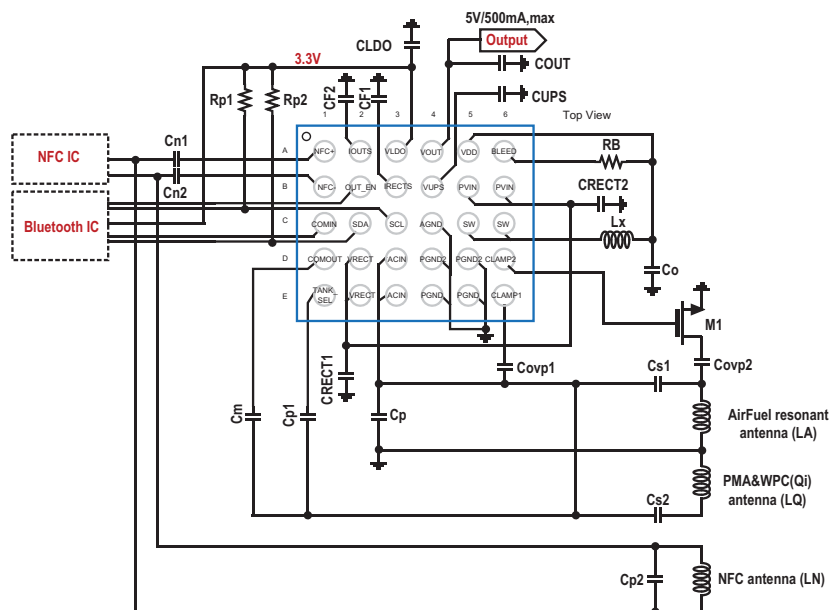 5V/500mA,max
Output
CLDO
COUT
3.3V
CUPS
Rp1
Rp2
CF2
CF1
1 2 3 4 5 6
Top View
RB
Cn1
NFC IC
Cn2
Bluetooth IC
A
NFC+ IOUTS VLDO VOUT VDD BLEED
B
NFC- OUT_EN IRECTS VUPS PVIN PVIN
CRECT2
C
COMIN SDA SCL AGND SW SW
Lx
D
COMOUT VRECT ACIN PGND2 PGND2 CLAMP2
Co
E
TANK_SEL VRECT ACIN PGND PGND CLAMP1
M1
CRECT1
Covp1
Covp2
Cs1
Cm
Cp1
Cp
AirFuel resonant
antenna (LA)
PMA&WPC(Qi)
antenna (LQ)
Cs2
Cp2
NFC antenna (LN)